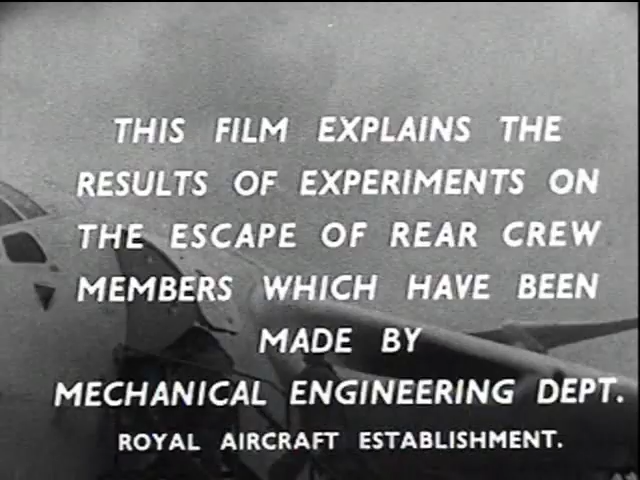 THIS FILM EXPLAINS THE
RESULTS OF EXPERIMENTS ON
THE ESCAPE OF REAR CREW
MEMBERS WHICH HAVE BEEN
MADE BY
MECHANICAL ENGINEERING DEPT.
ROYAL AIRCRAFT ESTABLISHMENT.